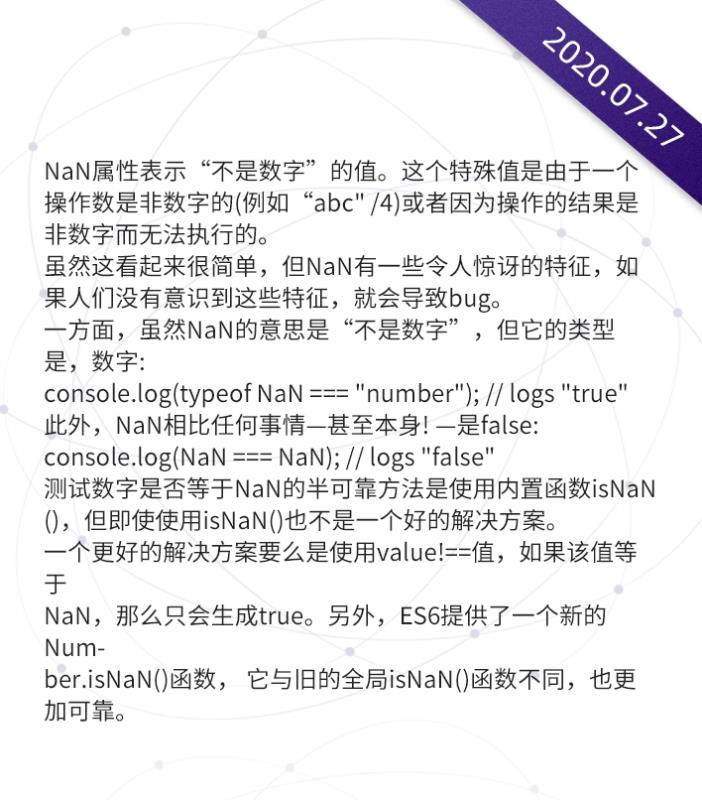 2020.07.27
NaN属性表示“不是数字”的值。这个特殊值是由于一个
操作数是非数字的(例如“abc" /4)或者因为操作的结果是
非数字而无法执行的。
虽然这看起来很简单，但NaN有一些令人惊讶的特征，如
果人们没有意识到这些特征，就会导致bug。
一方面，虽然NaN的意思是“不是数字”，但它的类型
是，数字:
console.log(typeof NaN === "number"); // logs "true"
此外，NaN相比任何事情—甚至本身! —是false:
console.log(NaN === NaN); // logs "false"
测试数字是否等于NaN的半可靠方法是使用内置函数isNaN
()，但即使使用isNaN()也不是一个好的解决方案。
一个更好的解决方案要么是使用value!==值，如果该值等
于
NaN，那么只会生成true。另外，ES6提供了一个新的
Num-
ber.isNaN()函数， 它与旧的全局isNaN()函数不同，也更
加可靠。